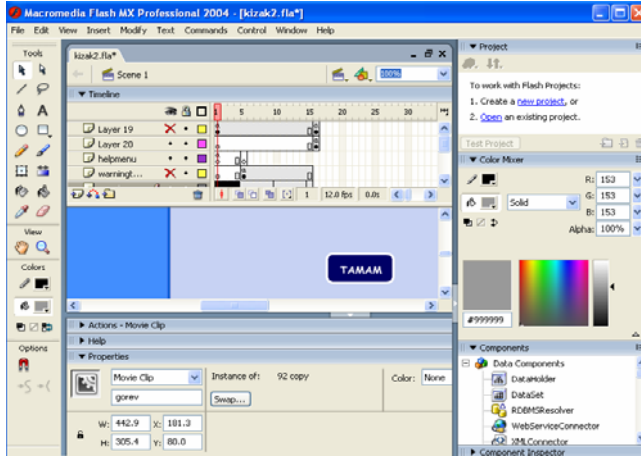 Macromedia Flash MX Professional 2004 - [kizak2.fla*]
File Edit View Insert Modify Text Commands Control Window Help
Tools
View
Colors
Options
kizak2.fla*
Scene 1
100%
Timeline
1 5 10 15 20 25 30
Layer 19
Layer 20
helpmenu
warningt...
1 12.0 fps 0.0s
TAMAM
Actions - Movie Clip
Help
Properties
Movie Clip
Instance of: 92 copy
Color: None
gorev
Swap...
W: 442.9 X: 181.3
H: 305.4 Y: 80.0
Project
To work with Flash Projects:
1. Create a new project, or
2. Open an existing project.
Test Project
Color Mixer
R: 153
Solid
G: 153
B: 153
Alpha: 100%
#999999
Components
Data Components
DataHolder
DataSet
RDBMSResolver
WebServiceConnector
XMLConnector
Component Inspector